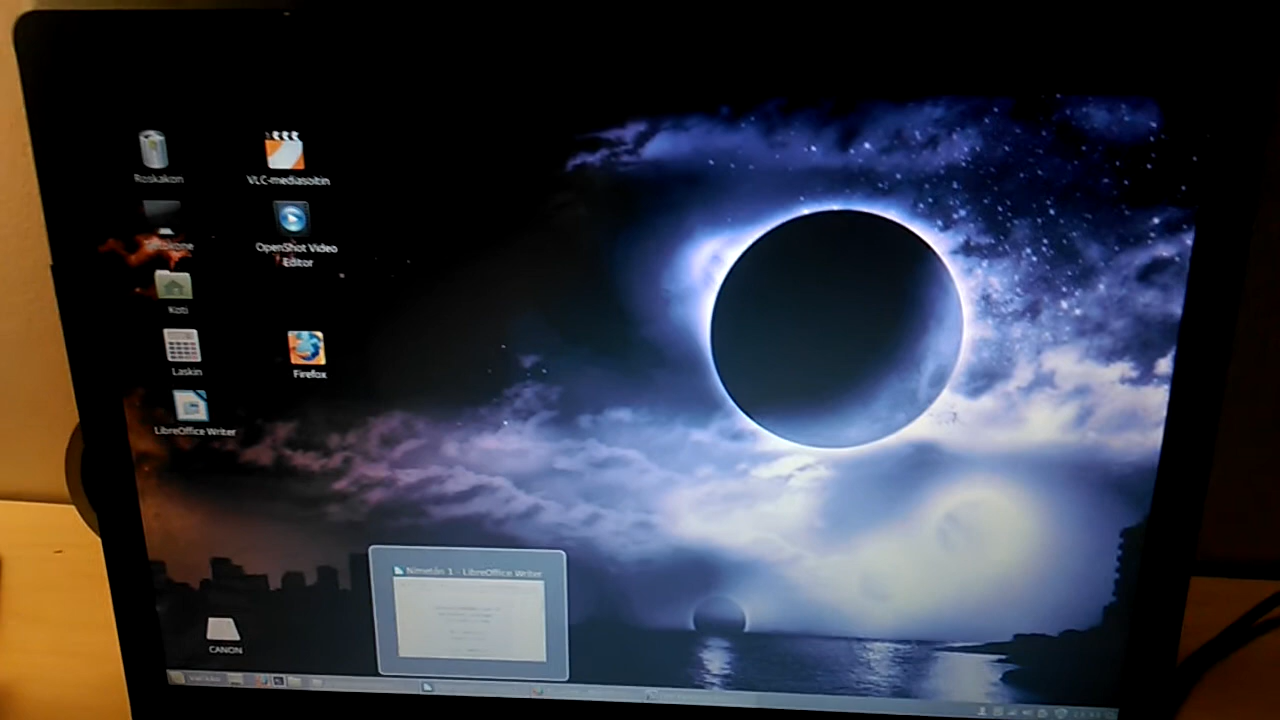 Roskakori
VLC-mediasoitin
OpenShot Video
Editor
Koti
Laskin
Firefox
LibreOffice Writer
Nimetön 1 - LibreOffice Writer
CANON